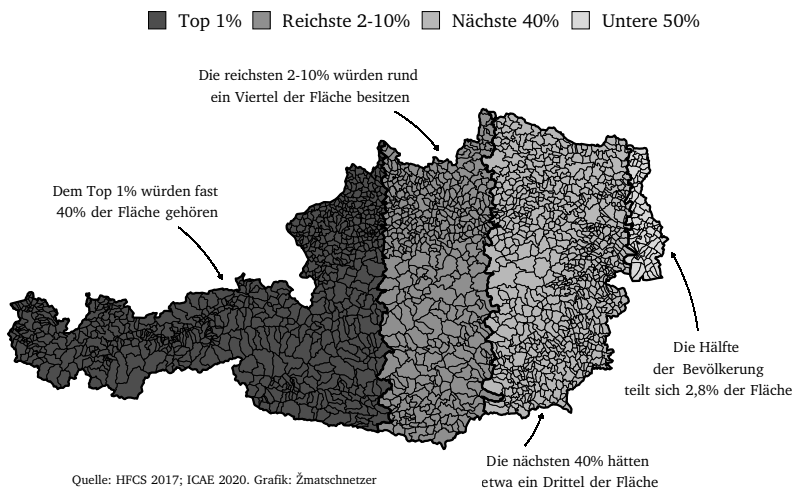 Top 1% Reichste 2-10% Nächste 40% Untere 50%
Die reichsten 2-10% würden rund
ein Viertel der Fläche besitzen
Dem Top 1% würden fast
40% der Fläche gehören
Die Hälfte
der Bevölkerung
teilt sich 2,8% der Fläche
Die nächsten 40% hätten
etwa ein Drittel der Fläche
Quelle: HFCS 2017; ICAE 2020. Grafik: Žmatschnetzer